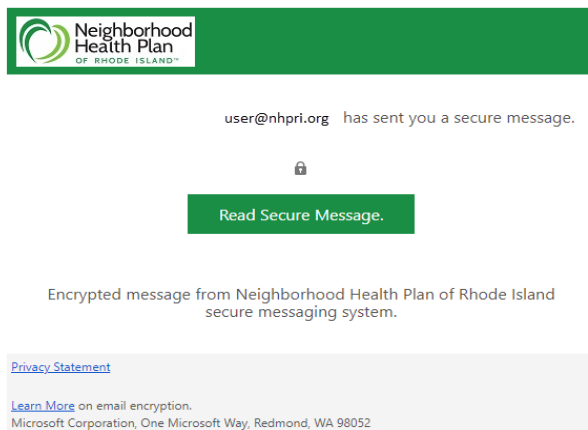 Neighborhood
Health Plan
OF RHODE ISLAND™
user@nhpri.org has sent you a secure message.
Read Secure Message.
Encrypted message from Neighborhood Health Plan of Rhode Island
secure messaging system.
Privacy Statement
Learn More on email encryption.
Microsoft Corporation, One Microsoft Way, Redmond, WA 98052